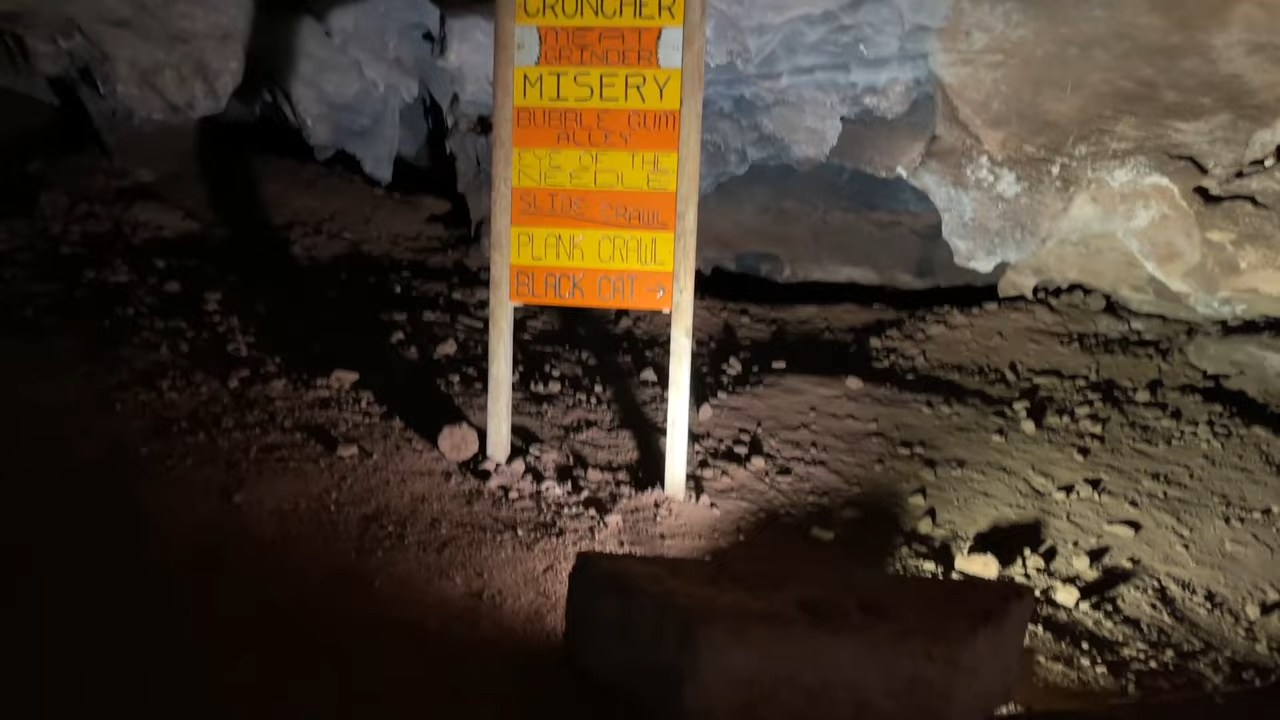 CRUNCHER
MEAT
GRINDER
MISERY
BUBBLE GUM
ALLEY
EYE OF THE
NEEDLE
SLIDE CRAWL
PLANK CRAWL
BLACK CAT →